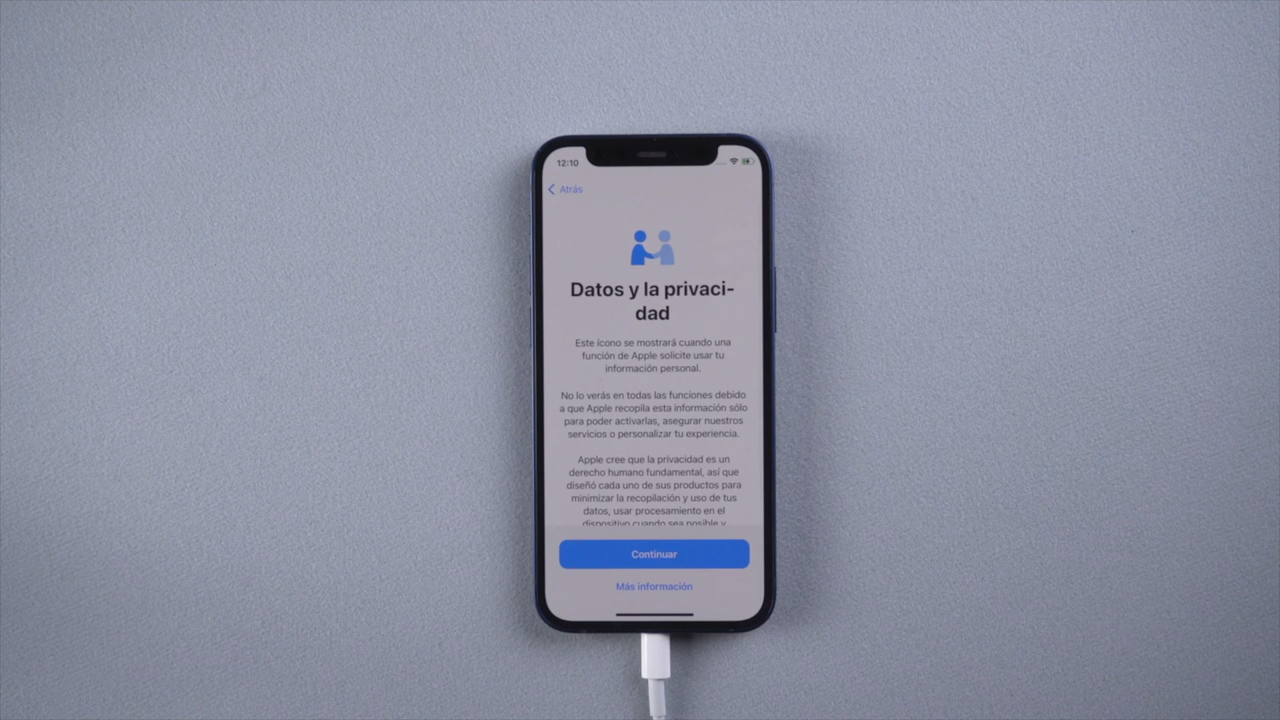 12:10
Atrás
Datos y la privaci-
dad
Este ícono se mostrará cuando una
función de Apple solicite usar tu
información personal.
No lo verás en todas las funciones debido
a que Apple recopila esta información sólo
para poder activarlas, asegurar nuestros
servicios o personalizar tu experiencia.
Apple cree que la privacidad es un
derecho humano fundamental, así que
diseñó cada uno de sus productos para
minimizar la recopilación y uso de tus
datos, usar procesamiento en el
dispositivo cuando sea posible y
Continuar
Más información